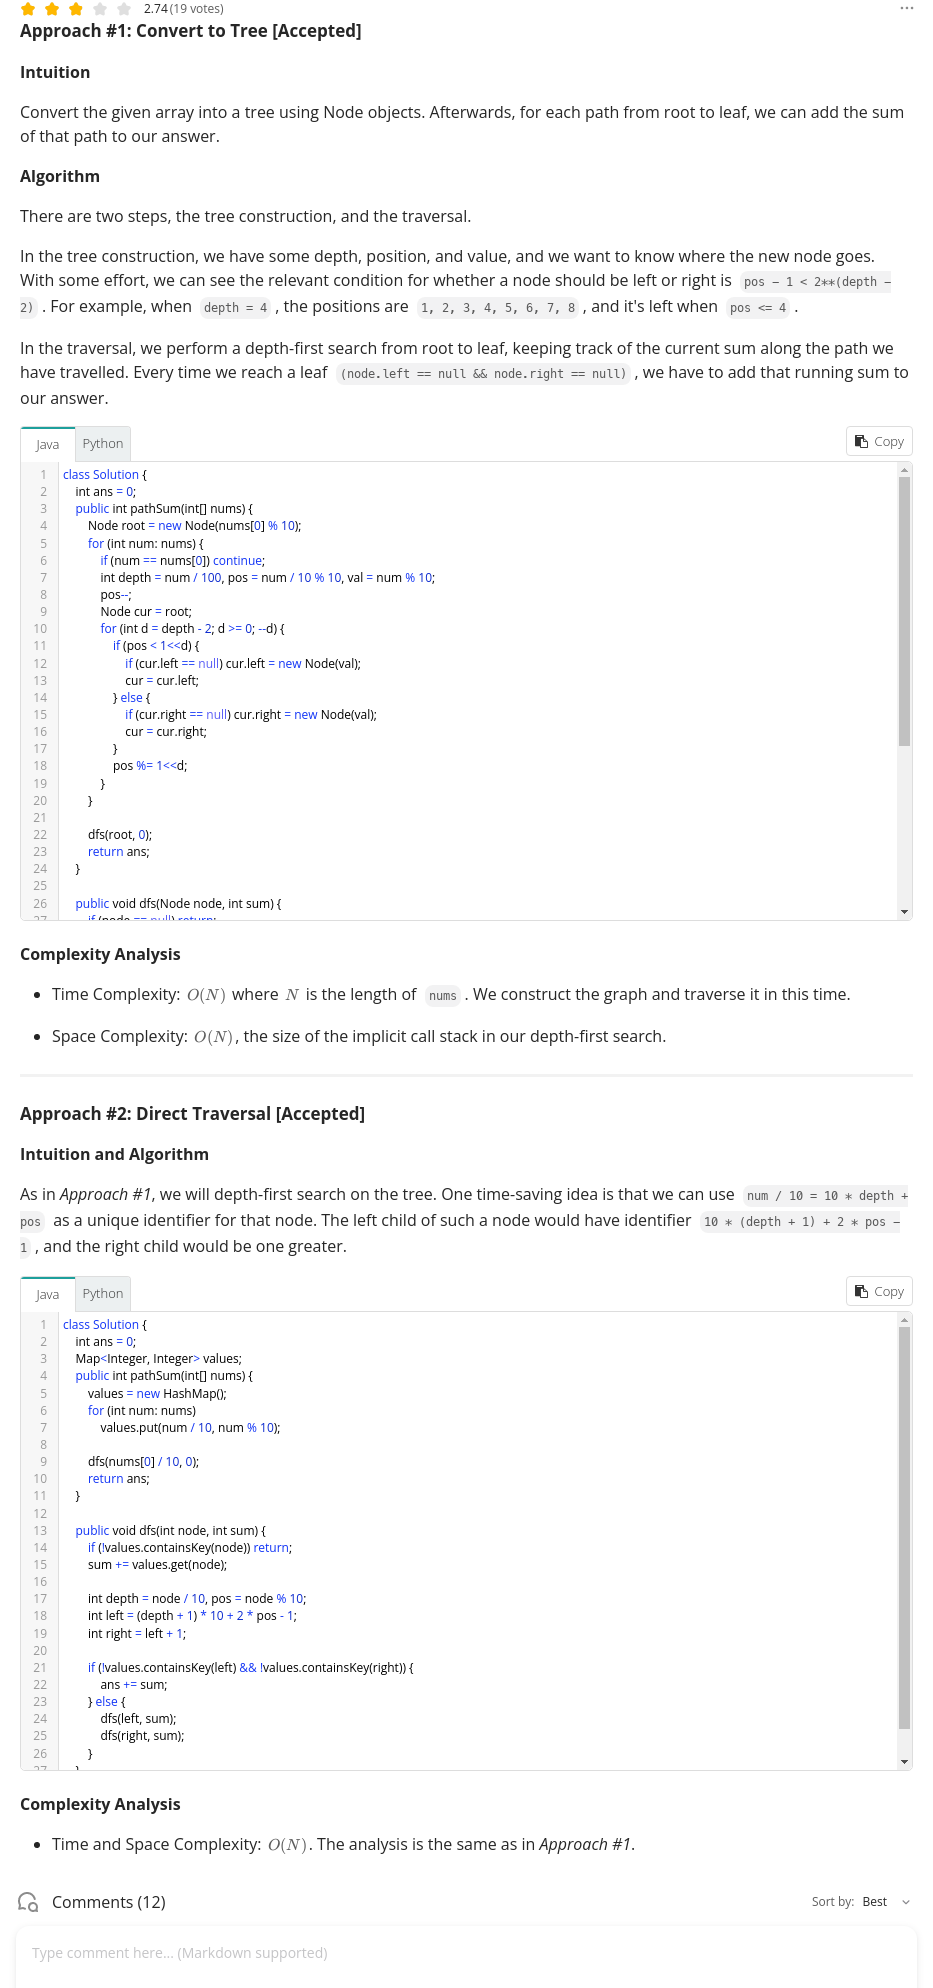 2.74 (19 votes)
Approach #1: Convert to Tree [Accepted]
Intuition
Convert the given array into a tree using Node objects. Afterwards, for each path from root to leaf, we can add the sum
of that path to our answer.
Algorithm
There are two steps, the tree construction, and the traversal.
In the tree construction, we have some depth, position, and value, and we want to know where the new node goes.
With some effort, we can see the relevant condition for whether a node should be left or right is pos - 1 < 2**(depth -
2) . For example, when depth = 4 , the positions are 1, 2, 3, 4, 5, 6, 7, 8 , and it's left when pos <= 4 .
In the traversal, we perform a depth-first search from root to leaf, keeping track of the current sum along the path we
have travelled. Every time we reach a leaf (node.left == null && node.right == null) , we have to add that running sum to
our answer.
Java Python Copy
1 class Solution {
2 int ans = 0;
3 public int pathSum(int[] nums) {
4 Node root = new Node(nums[0] % 10);
5 for (int num: nums) {
6 if (num == nums[0]) continue;
7 int depth = num / 100, pos = num / 10 % 10, val = num % 10;
8 pos--;
9 Node cur = root;
10 for (int d = depth - 2; d >= 0; --d) {
11 if (pos < 1<<d) {
12 if (cur.left == null) cur.left = new Node(val);
13 cur = cur.left;
14 } else {
15 if (cur.right == null) cur.right = new Node(val);
16 cur = cur.right;
17 }
18 pos %= 1<<d;
19 }
20 }
21
22 dfs(root, 0);
23 return ans;
24 }
25
26 public void dfs(Node node, int sum) {
27 if (node == null) return;
Complexity Analysis
• Time Complexity: O(N) where N is the length of nums . We construct the graph and traverse it in this time.
• Space Complexity: O(N), the size of the implicit call stack in our depth-first search.
Approach #2: Direct Traversal [Accepted]
Intuition and Algorithm
As in Approach #1, we will depth-first search on the tree. One time-saving idea is that we can use num / 10 = 10 * depth +
pos as a unique identifier for that node. The left child of such a node would have identifier 10 * (depth + 1) + 2 * pos -
1 , and the right child would be one greater.
Java Python Copy
1 class Solution {
2 int ans = 0;
3 Map<Integer, Integer> values;
4 public int pathSum(int[] nums) {
5 values = new HashMap();
6 for (int num: nums)
7 values.put(num / 10, num % 10);
8
9 dfs(nums[0] / 10, 0);
10 return ans;
11 }
12
13 public void dfs(int node, int sum) {
14 if (!values.containsKey(node)) return;
15 sum += values.get(node);
16
17 int depth = node / 10, pos = node % 10;
18 int left = (depth + 1) * 10 + 2 * pos - 1;
19 int right = left + 1;
20
21 if (!values.containsKey(left) && !values.containsKey(right)) {
22 ans += sum;
23 } else {
24 dfs(left, sum);
25 dfs(right, sum);
26 }
27 }
Complexity Analysis
• Time and Space Complexity: O(N). The analysis is the same as in Approach #1.
Comments (12) Sort by: Best
Type comment here... (Markdown supported)